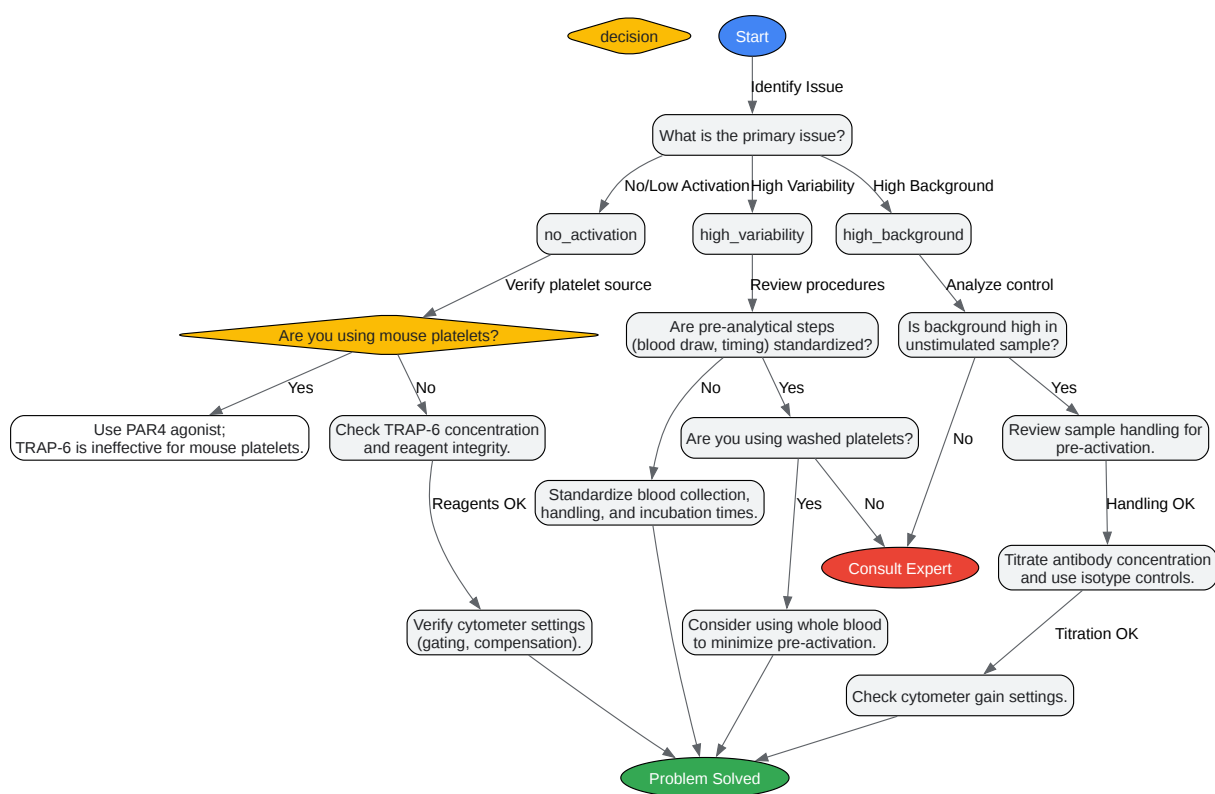 decision
Start
Identify Issue
What is the primary issue?
No/Low Activation
High Variability
High Background
no_activation
high_variability
high_background
Verify platelet source
Review procedures
Analyze control
Are you using mouse platelets?
Are pre-analytical steps
(blood draw, timing) standardized?
Is background high in
unstimulated sample?
Yes
No
No
Yes
No
Yes
Use PAR4 agonist;
TRAP-6 is ineffective for mouse platelets.
Check TRAP-6 concentration
and reagent integrity.
Are you using washed platelets?
Review sample handling for
pre-activation.
Reagents OK
Standardize blood collection,
handling, and incubation times.
Yes
No
Handling OK
Consult Expert
Titrate antibody concentration
and use isotype controls.
Verify cytometer settings
(gating, compensation).
Consider using whole blood
to minimize pre-activation.
Titration OK
Check cytometer gain settings.
Problem Solved